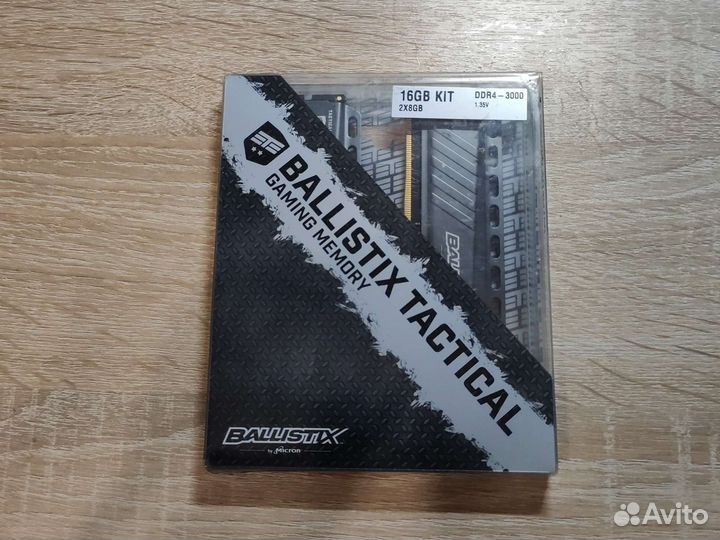 16GB KIT
DDR4-3000
2X8GB
1.35V
BALLISTIX TACTICAL
GAMING MEMORY
BALLISTIX
by Micron
Avito